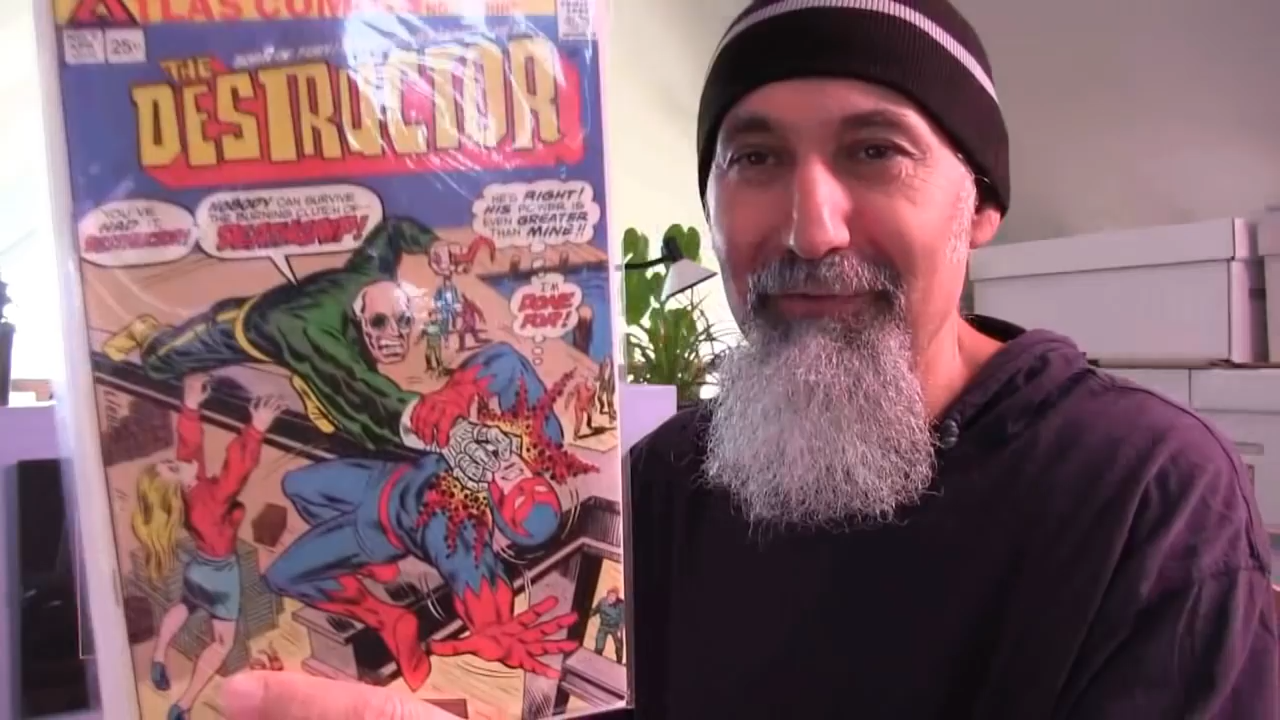 ATLAS COMICS
25¢
THE
DESTRUCTOR
YOU'VE
HAD IT,
DESTRUCTOR!
NOBODY CAN SURVIVE
THE BURNING CLUTCH OF
DEATHGRIP!
HE'S RIGHT!
HIS POWER IS
EVEN GREATER
THAN MINE!!
I'M
DONE
FOR!